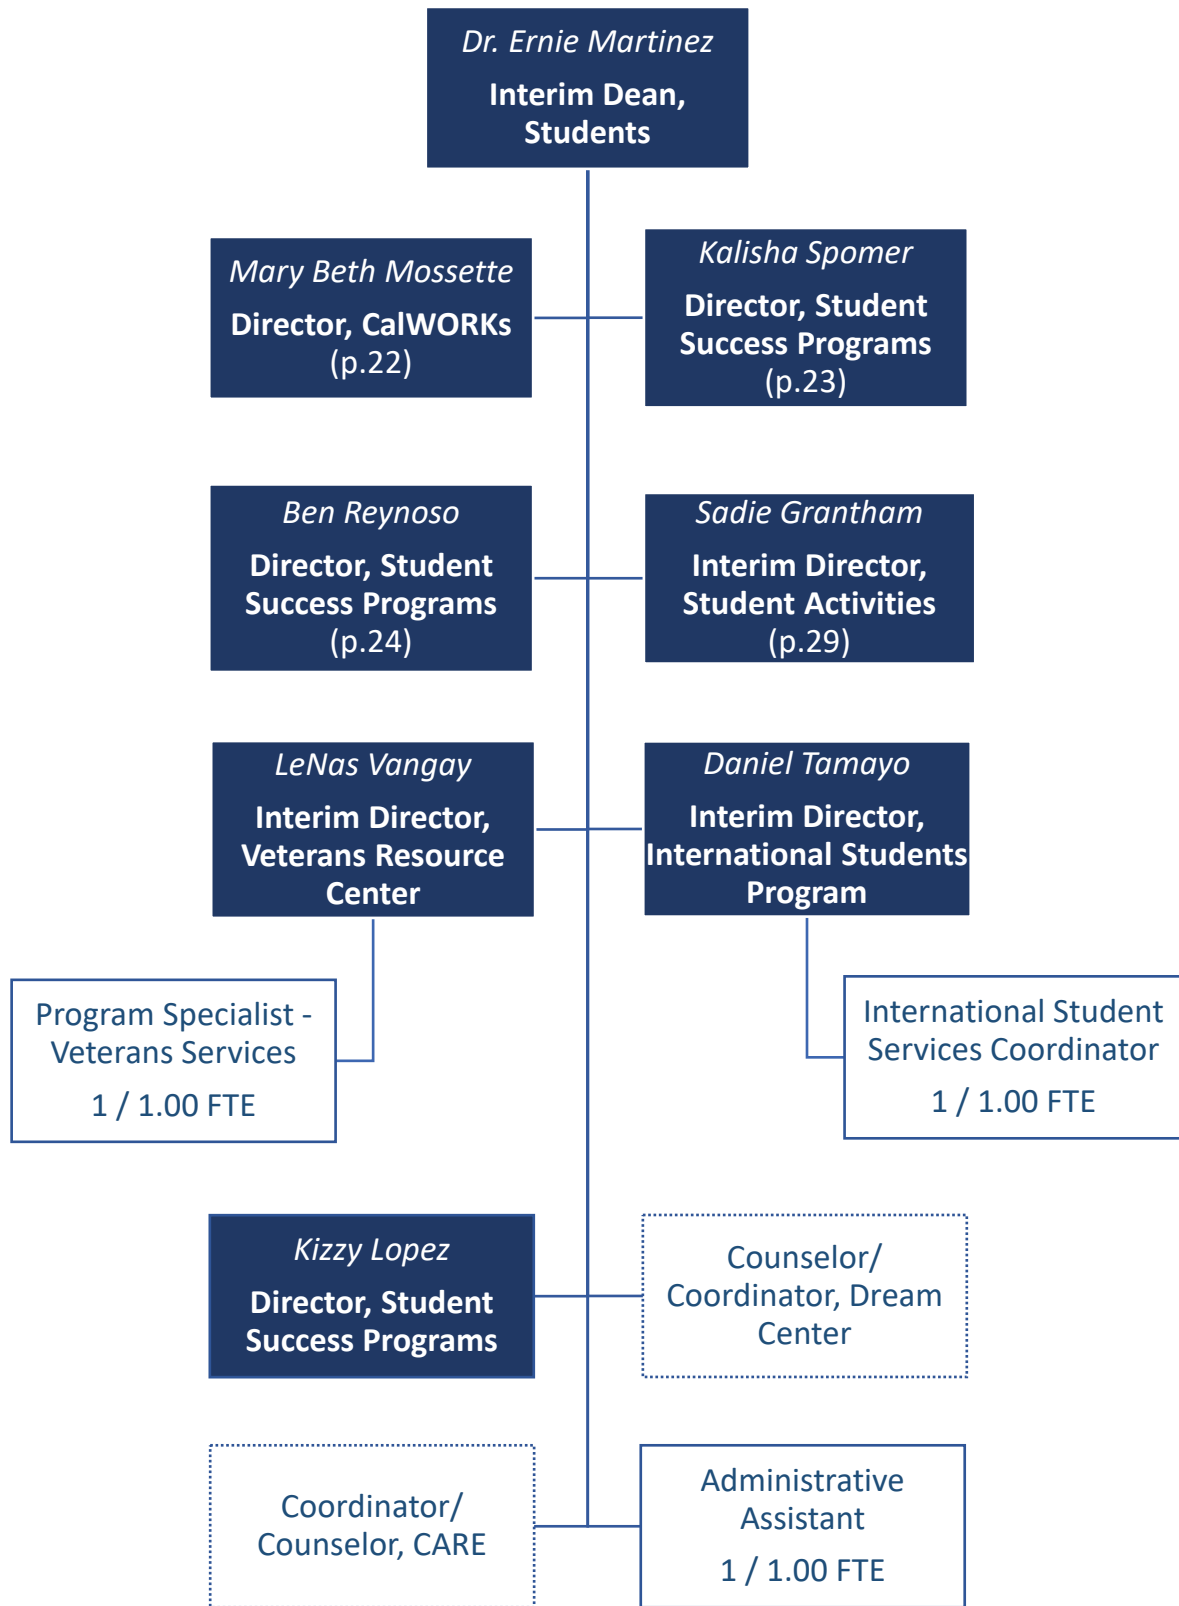 Dr. Ernie Martinez
Interim Dean,
Students
Mary Beth Mossette
Director, CalWORKs
(p.22)
Kalisha Spomer
Director, Student
Success Programs
(p.23)
Ben Reynoso
Director, Student
Success Programs
(p.24)
Sadie Grantham
Interim Director,
Student Activities
(p.29)
LeNas Vangay
Interim Director,
Veterans Resource
Center
Daniel Tamayo
Interim Director,
International Students
Program
Program Specialist -
Veterans Services
1 / 1.00 FTE
International Student
Services Coordinator
1 / 1.00 FTE
Kizzy Lopez
Director, Student
Success Programs
Counselor/
Coordinator, Dream
Center
Coordinator/
Counselor, CARE
Administrative
Assistant
1 / 1.00 FTE